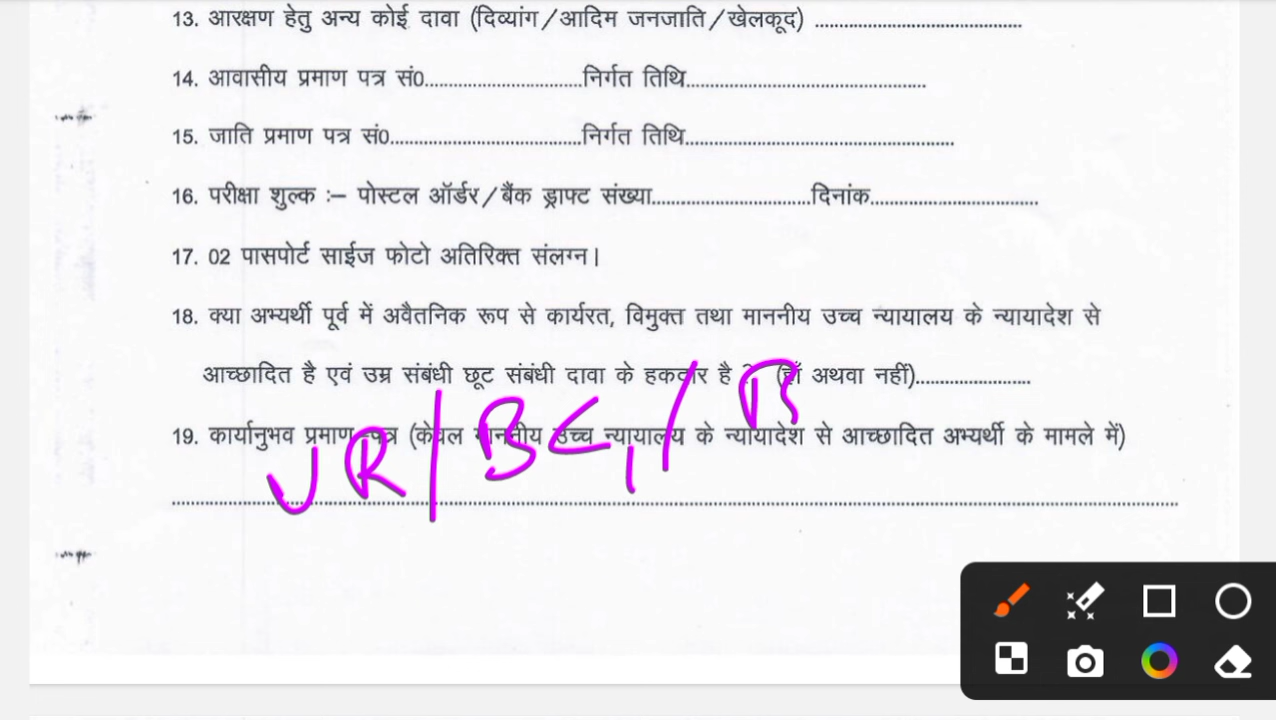 13. आरक्षण हेतु अन्य कोई दावा (दिव्यांग/आदिम जनजाति/खेलकूद) ..................................................
14. आवासीय प्रमाण पत्र सं0....................................निर्गत तिथि..........................................................
15. जाति प्रमाण पत्र सं0..............................................निर्गत तिथि.................................................................
16. परीक्षा शुल्क :– पोस्टल ऑर्डर/बैंक ड्राफ्ट संख्या......................................दिनांक........................................
17. 02 पासपोर्ट साईज फोटो अतिरिक्त संलग्न।
18. क्या अभ्यर्थी पूर्व में अवैतनिक रूप से कार्यरत, विमुक्त तथा माननीय उच्च न्यायालय के न्यायादेश से
आच्छादित है एवं उम्र संबंधी छूट संबंधी दावा के हकदार है ? (हाँ अथवा नहीं)...........................
19. कार्यानुभव प्रमाण –पत्र (केवल माननीय उच्च न्यायालय के न्यायादेश से आच्छादित अभ्यर्थी के मामले में)
UR/BC1/B
................................................................................................................................